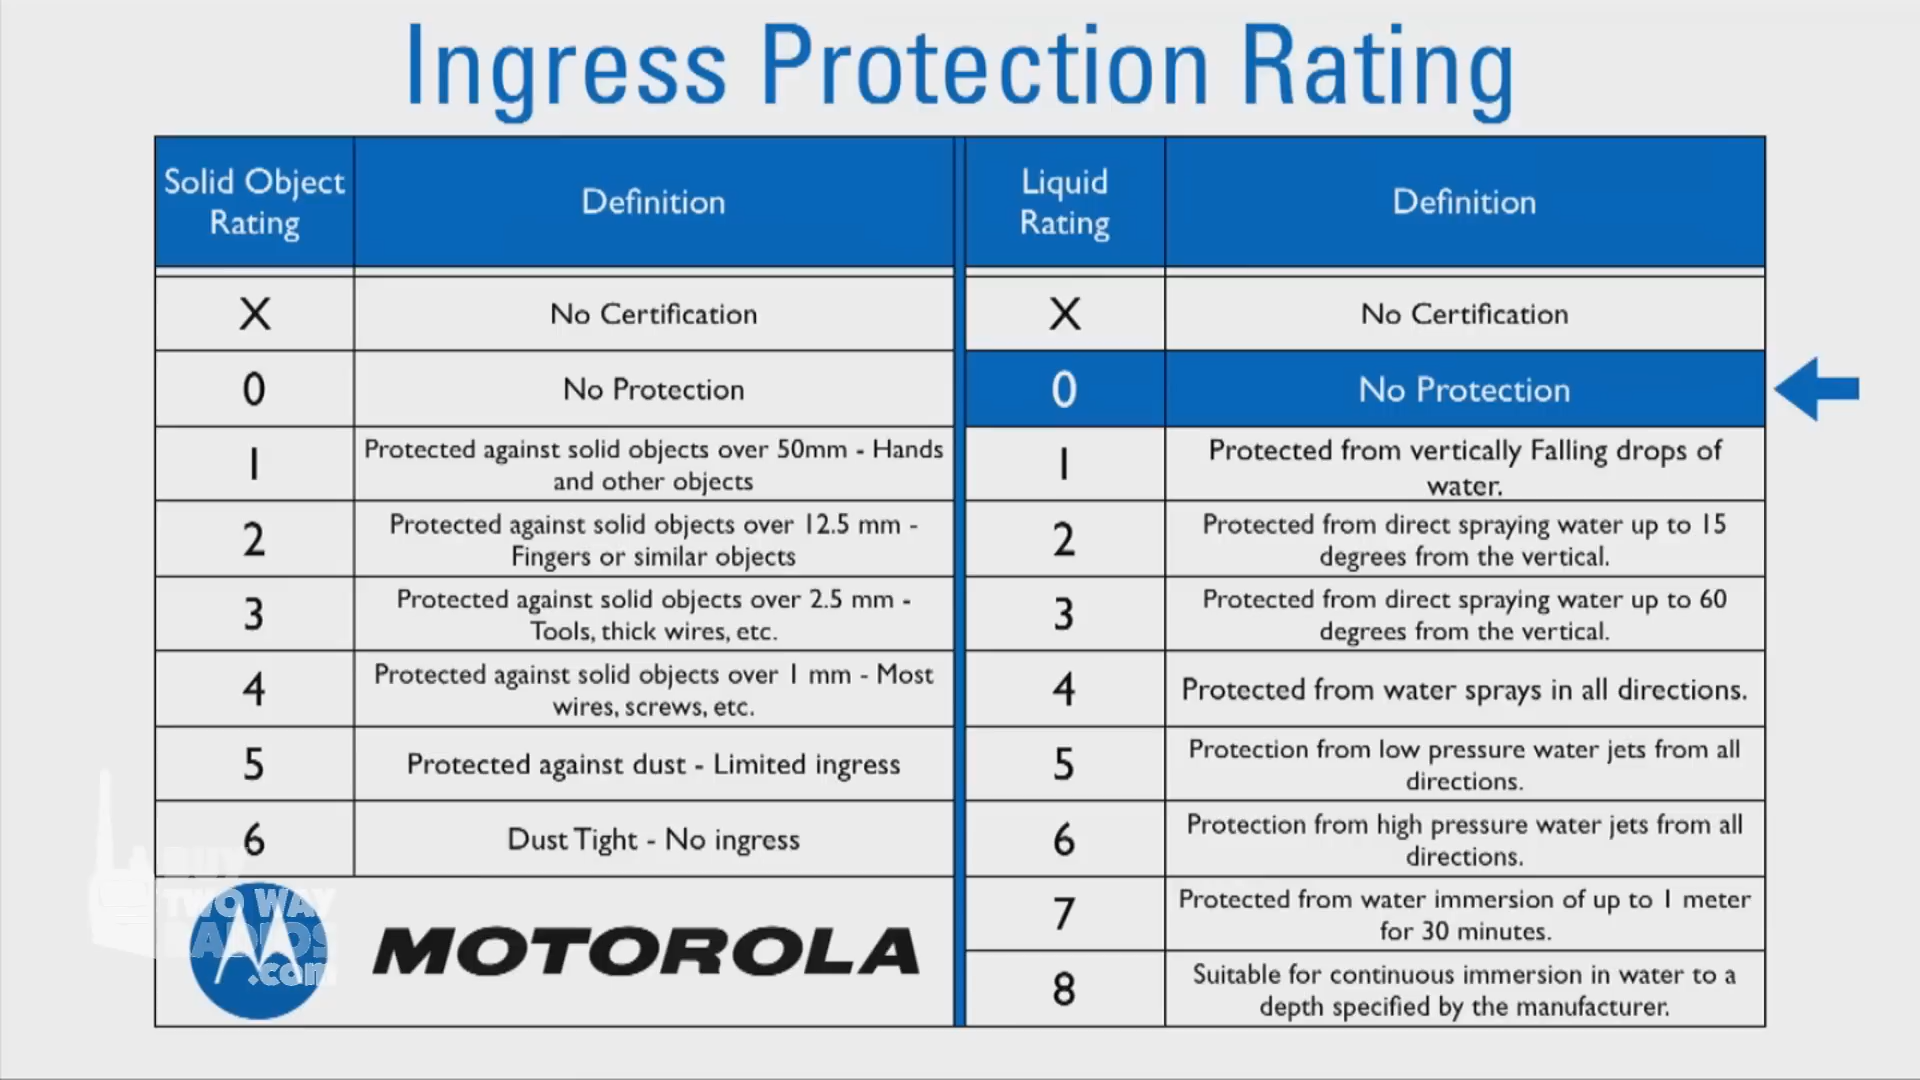 Ingress Protection Rating
Solid Object
Rating
Definition
Liquid
Rating
Definition
X
No Certification
X
No Certification
0
No Protection
0
No Protection
1
Protected against solid objects over 50mm - Hands
and other objects
1
Protected from vertically Falling drops of
water.
2
Protected against solid objects over 12.5 mm -
Fingers or similar objects
2
Protected from direct spraying water up to 15
degrees from the vertical.
3
Protected against solid objects over 2.5 mm -
Tools, thick wires, etc.
3
Protected from direct spraying water up to 60
degrees from the vertical.
4
Protected against solid objects over 1 mm - Most
wires, screws, etc.
4
Protected from water sprays in all directions.
5
Protected against dust - Limited ingress
5
Protection from low pressure water jets from all
directions.
6
Dust Tight - No ingress
6
Protection from high pressure water jets from all
directions.
7
Protected from water immersion of up to 1 meter
for 30 minutes.
8
Suitable for continuous immersion in water to a
depth specified by the manufacturer.
BUY
TWO WAY
RADIOS
.com
MOTOROLA